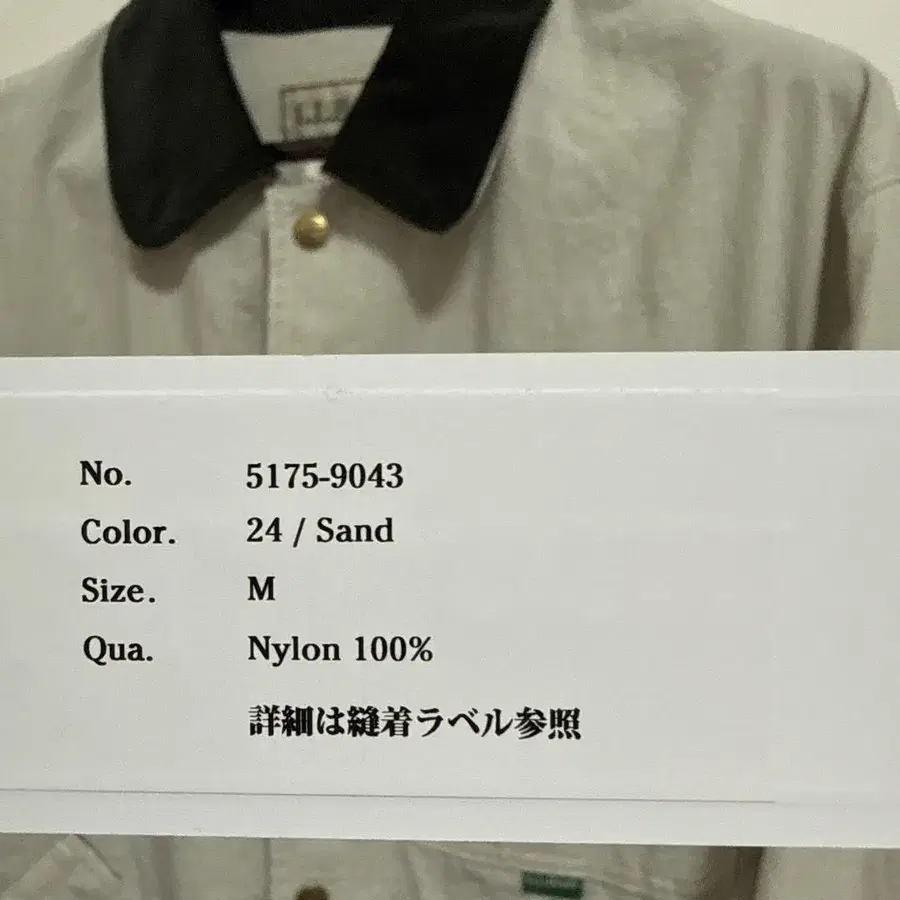 No. 5175-9043
Color. 24 / Sand
Size. M
Qua. Nylon 100%
詳細は縫着ラベル参照